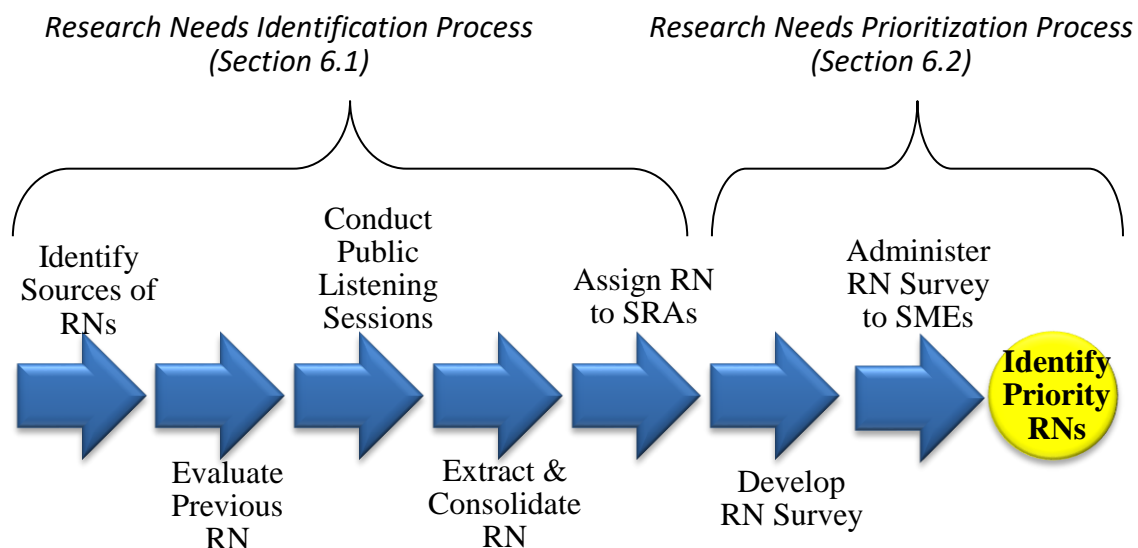 Research Needs Identification Process
(Section 6.1)
Research Needs Prioritization Process
(Section 6.2)
Identify
Sources of
RNs
Evaluate
Previous
RN
Conduct
Public
Listening
Sessions
Extract &
Consolidate
RN
Assign RN
to SRAs
Develop
RN Survey
Administer
RN Survey
to SMEs
Identify
Priority
RNs